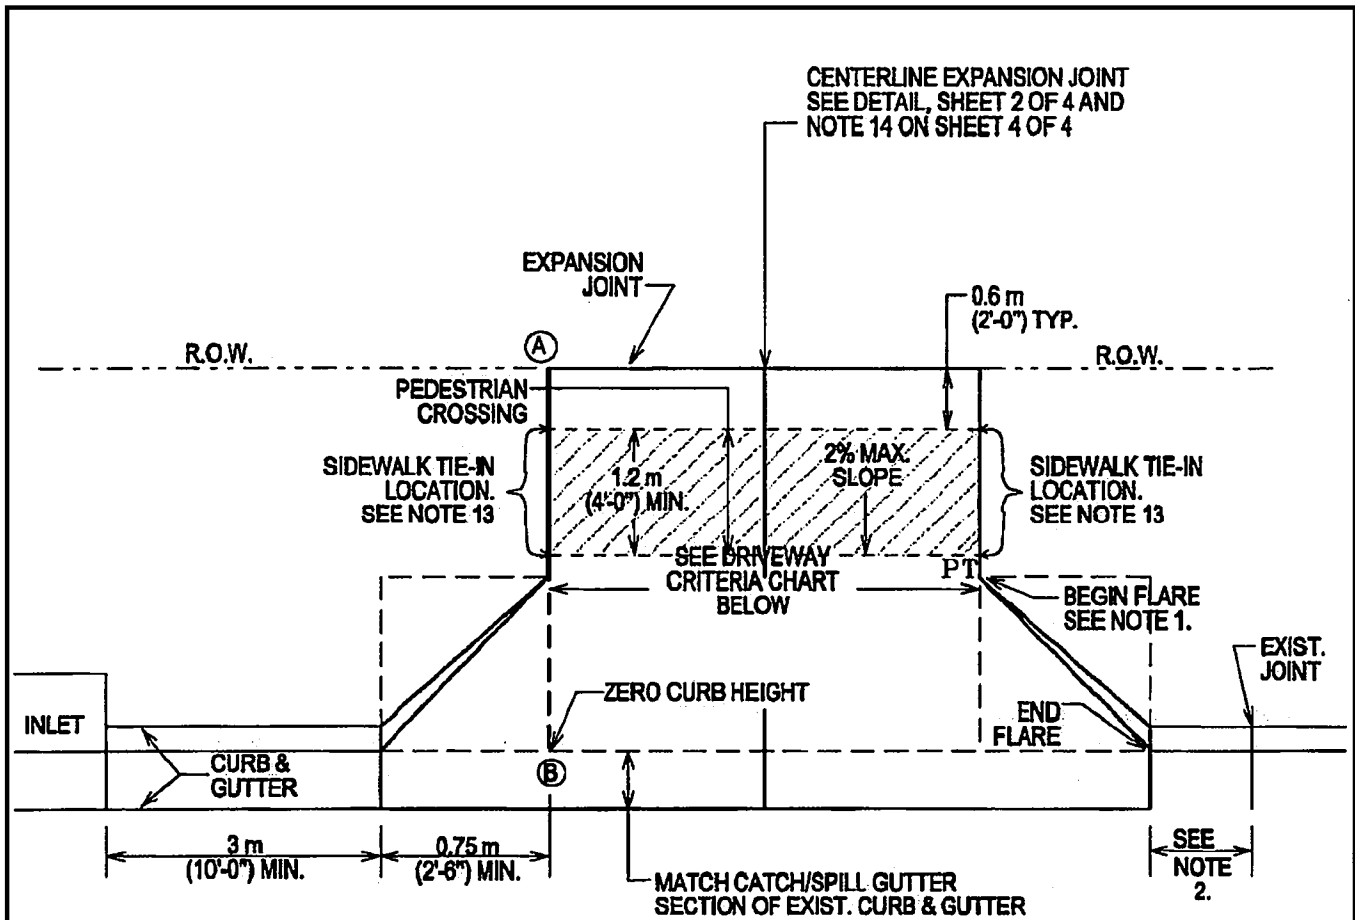 CENTERLINE EXPANSION JOINT
SEE DETAIL, SHEET 2 OF 4 AND
NOTE 14 ON SHEET 4 OF 4
EXPANSION
JOINT
0.6 m
(2'-0") TYP.
R.O.W.
A
R.O.W.
PEDESTRIAN
CROSSING
SIDEWALK TIE-IN
LOCATION.
SEE NOTE 13
1.2 m
(4'-0") MIN.
2% MAX.
SLOPE
SIDEWALK TIE-IN
LOCATION.
SEE NOTE 13
SEE DRIVEWAY
CRITERIA CHART
BELOW
PT
BEGIN FLARE
SEE NOTE 1.
EXIST.
JOINT
ZERO CURB HEIGHT
END
FLARE
INLET
CURB &
GUTTER
B
3 m
(10'-0") MIN.
0.75 m
(2'-6") MIN.
SEE
NOTE
2.
MATCH CATCH/SPILL GUTTER
SECTION OF EXIST. CURB & GUTTER